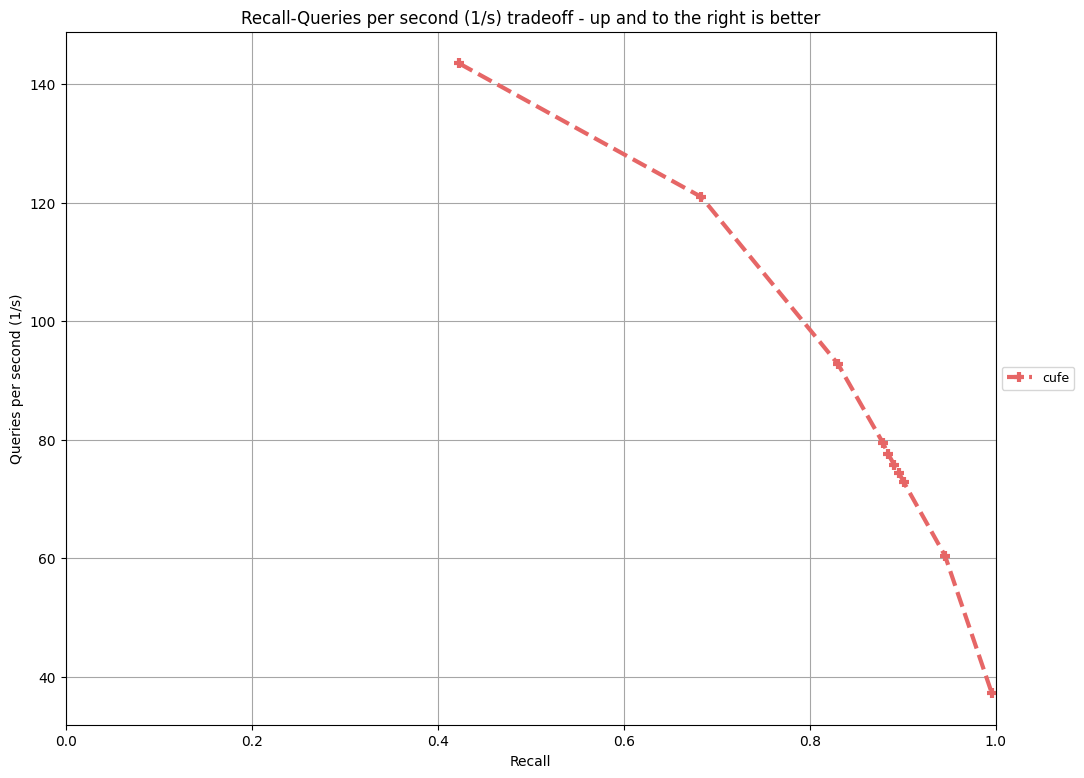 Recall-Queries per second (1/s) tradeoff - up and to the right is better
Queries per second (1/s)
140
120
100
80
60
40
0.0 0.2 0.4 0.6 0.8 1.0
Recall
cufe